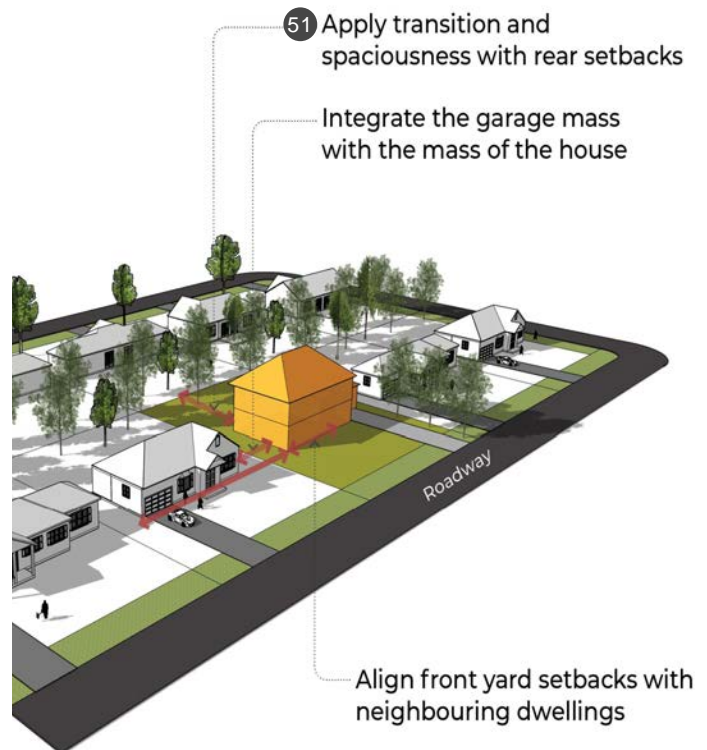 51 Apply transition and
spaciousness with rear setbacks
Integrate the garage mass
with the mass of the house
Roadway
Align front yard setbacks with
neighbouring dwellings